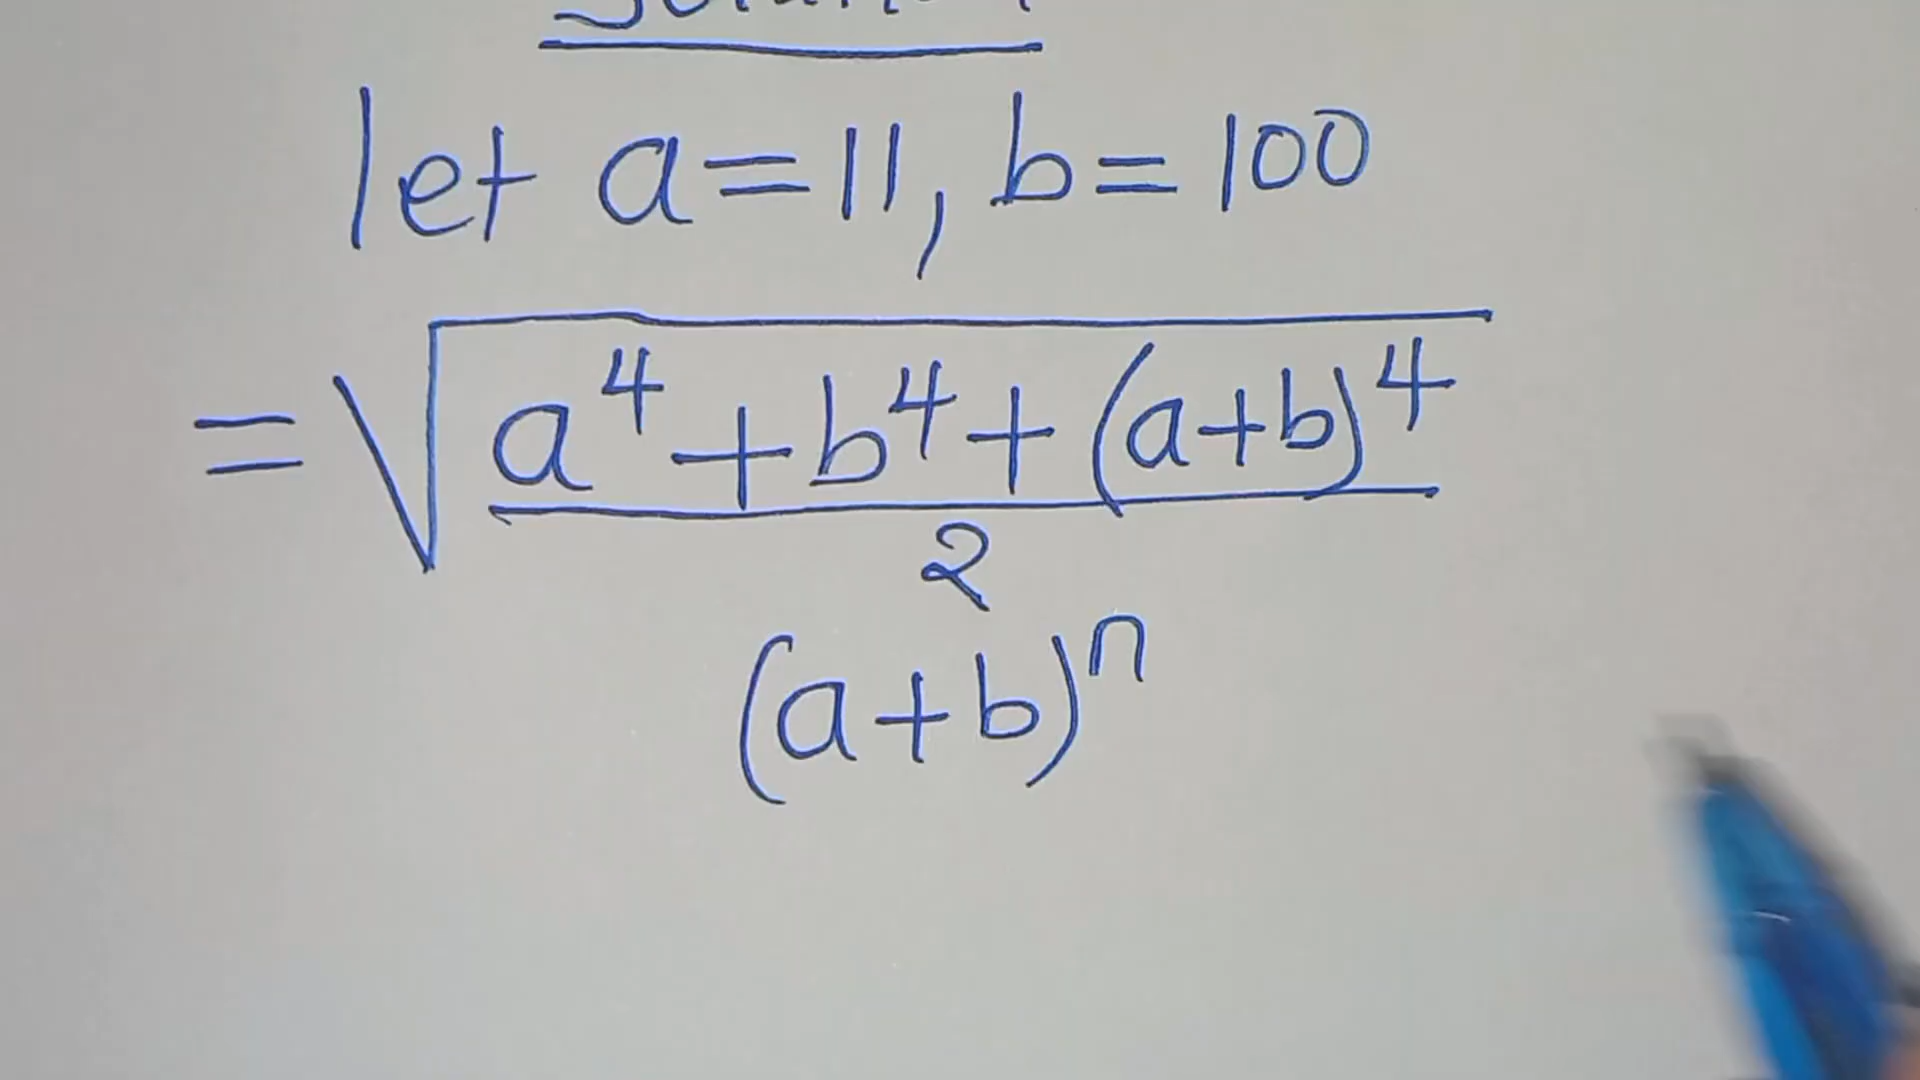 let a=11, b=100
=√((a⁴+b⁴+(a+b)⁴)/2)
(a+b)ⁿ